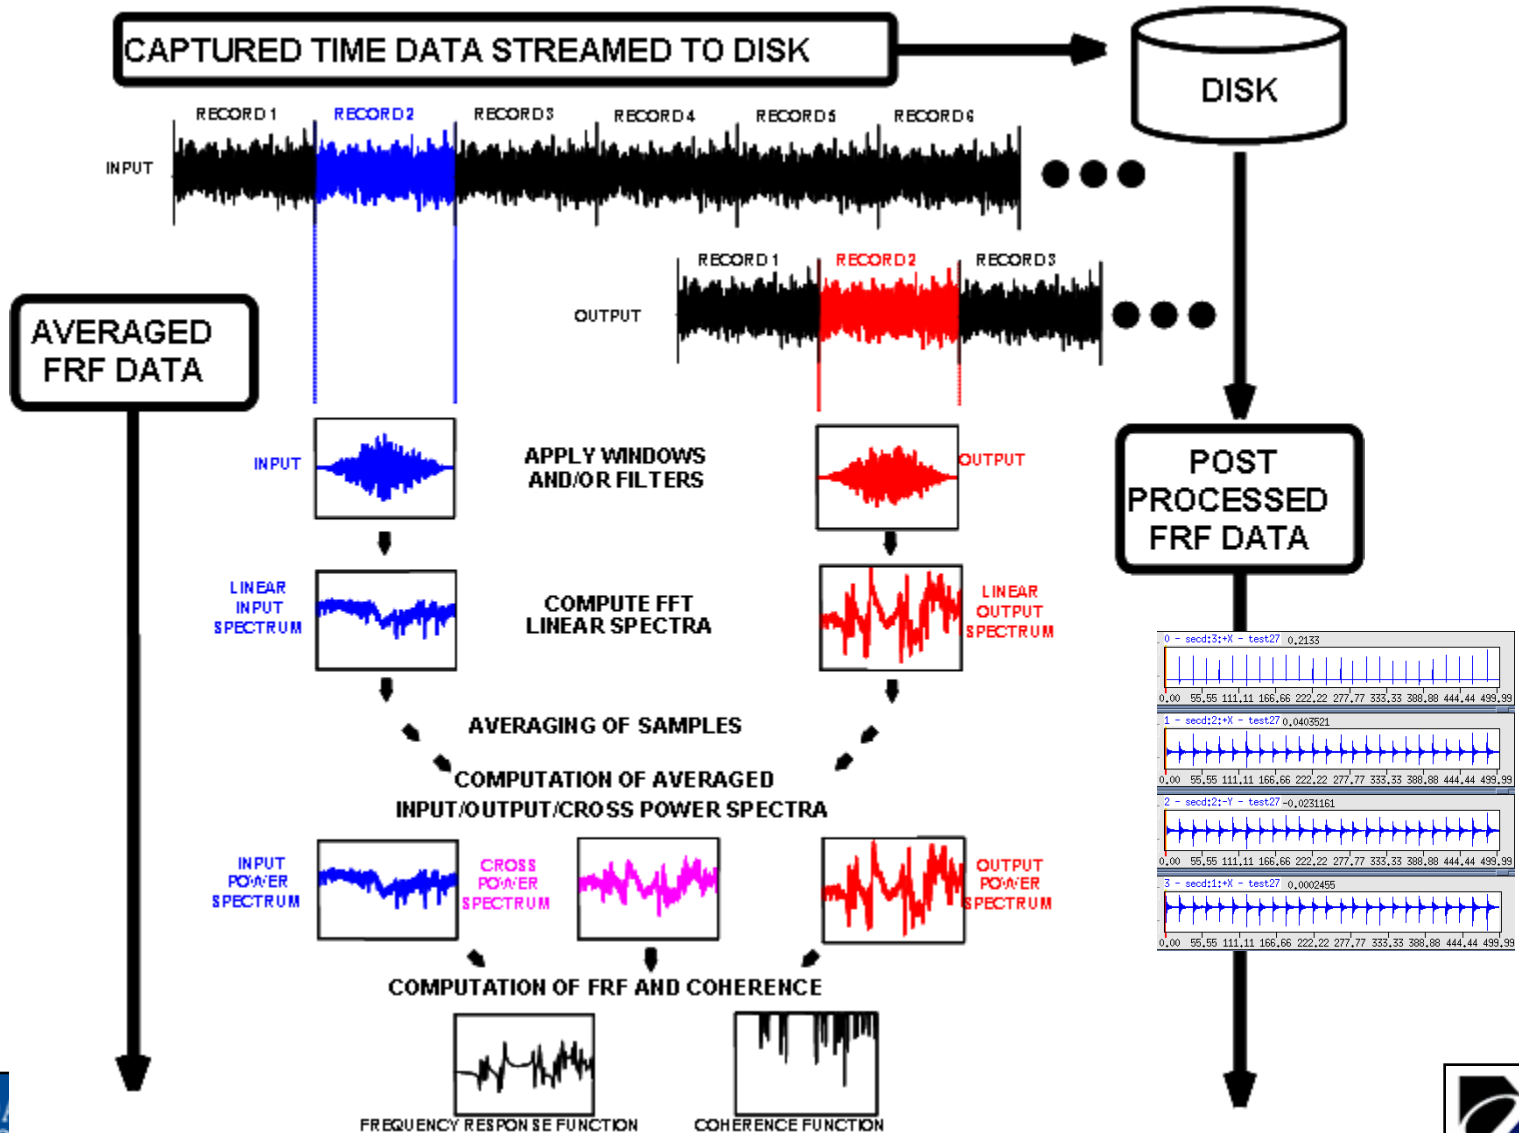 CAPTURED TIME DATA STREAMED TO DISK
DISK
RECORD 1
RECORD 2
RECORD 3
RECORD 4
RECORD 5
RECORD 6
INPUT
RECORD 1
RECORD 2
RECORD 3
OUTPUT
AVERAGED
FRF DATA
INPUT
APPLY WINDOWS
AND/OR FILTERS
OUTPUT
POST
PROCESSED
FRF DATA
LINEAR
INPUT
SPECTRUM
COMPUTE FFT
LINEAR SPECTRA
LINEAR
OUTPUT
SPECTRUM
AVERAGING OF SAMPLES
COMPUTATION OF AVERAGED
INPUT/OUTPUT/CROSS POWER SPECTRA
INPUT
POWER
SPECTRUM
CROSS
POWER
SPECTRUM
OUTPUT
POWER
SPECTRUM
COMPUTATION OF FRF AND COHERENCE
FREQUENCY RESPONSE FUNCTION
COHERENCE FUNCTION
0 - secd:3:+X - test27 0.2133
0.00 55.55 111.11 166.66 222.22 277.77 333.33 388.88 444.44 499.99
1 - secd:2:+X - test27 0.0403521
0.00 55.55 111.11 166.66 222.22 277.77 333.33 388.88 444.44 499.99
2 - secd:2:-Y - test27 -0.0231161
0.00 55.55 111.11 166.66 222.22 277.77 333.33 388.88 444.44 499.99
3 - secd:1:+X - test27 0.0002455
0.00 55.55 111.11 166.66 222.22 277.77 333.33 388.88 444.44 499.99